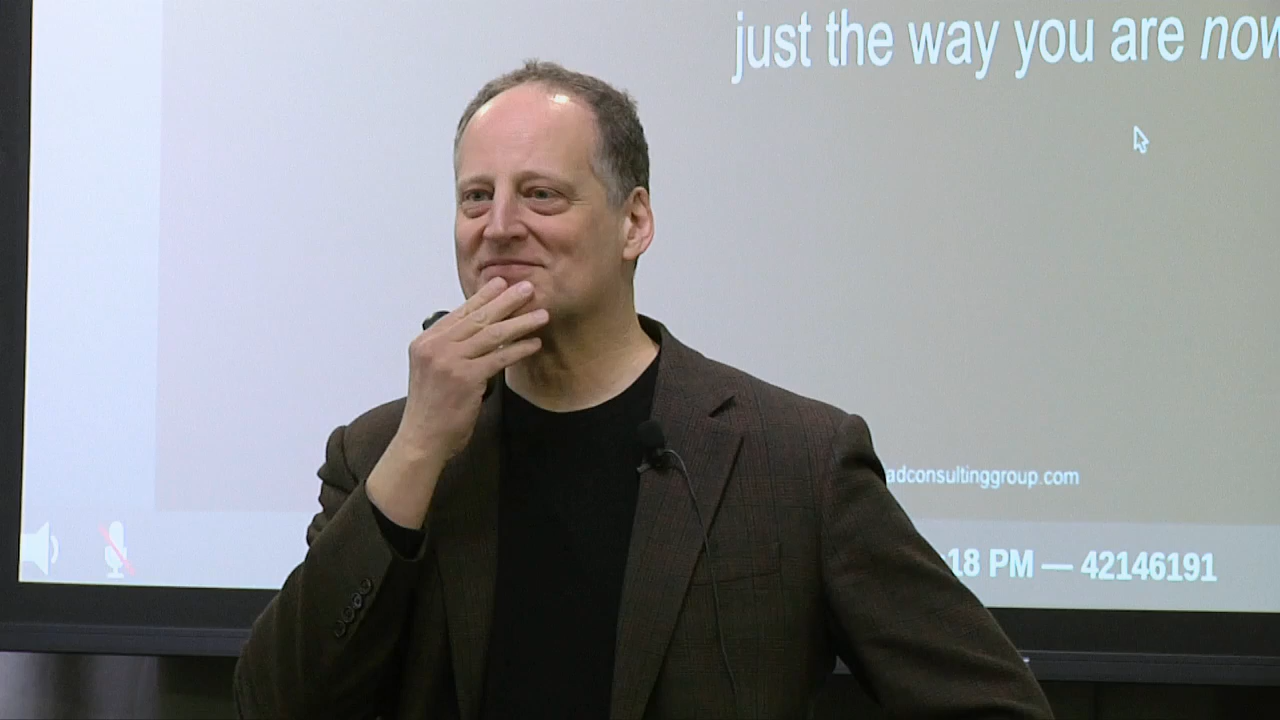 just the way you are now
adconsultinggroup.com
18 PM — 42146191